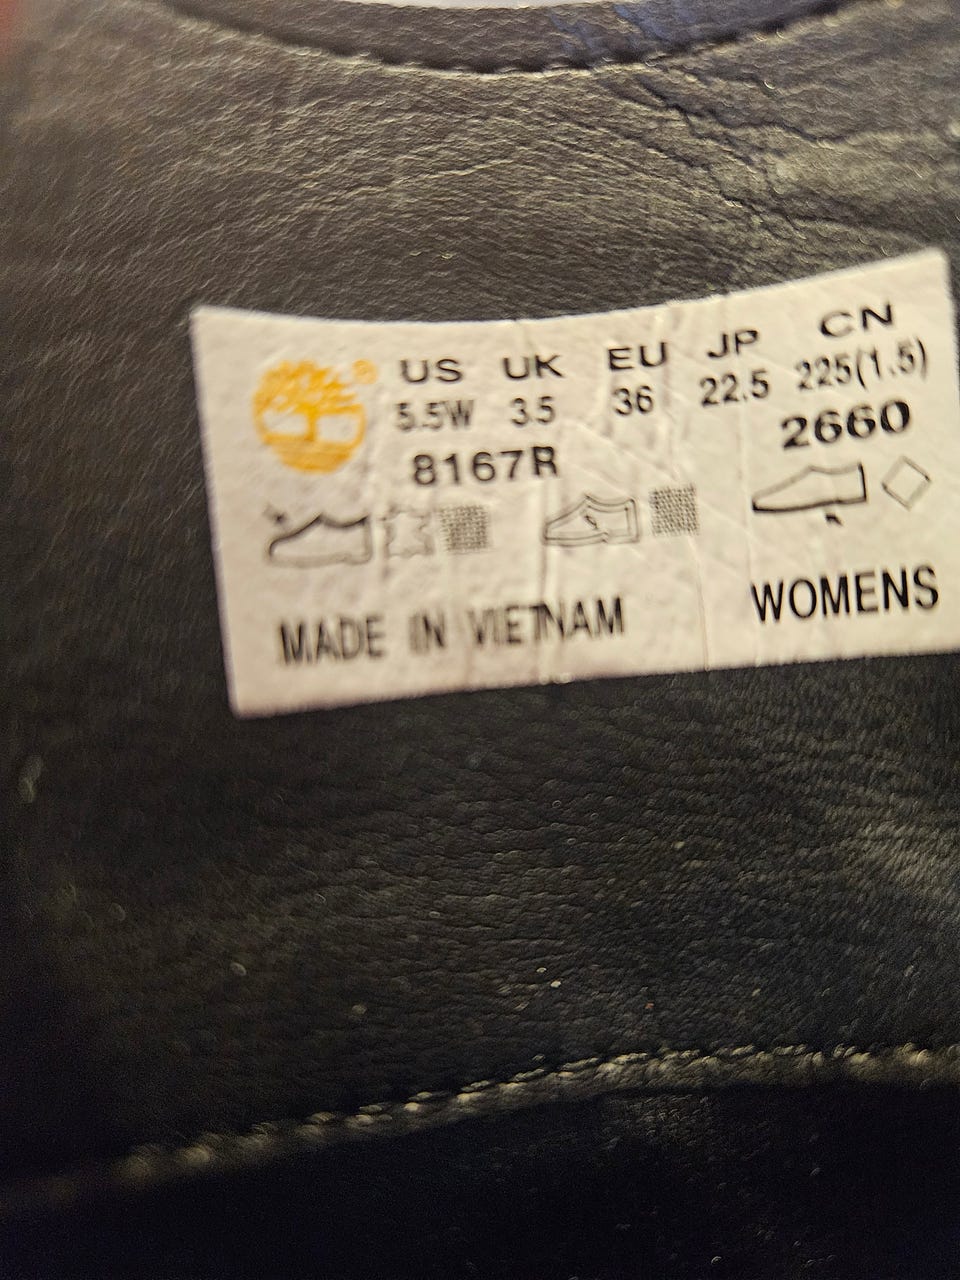 US UK EU JP CN
5.5W 3.5 36 22.5 225(1.5)
8167R 2660
MADE IN VIETNAM WOMENS
®